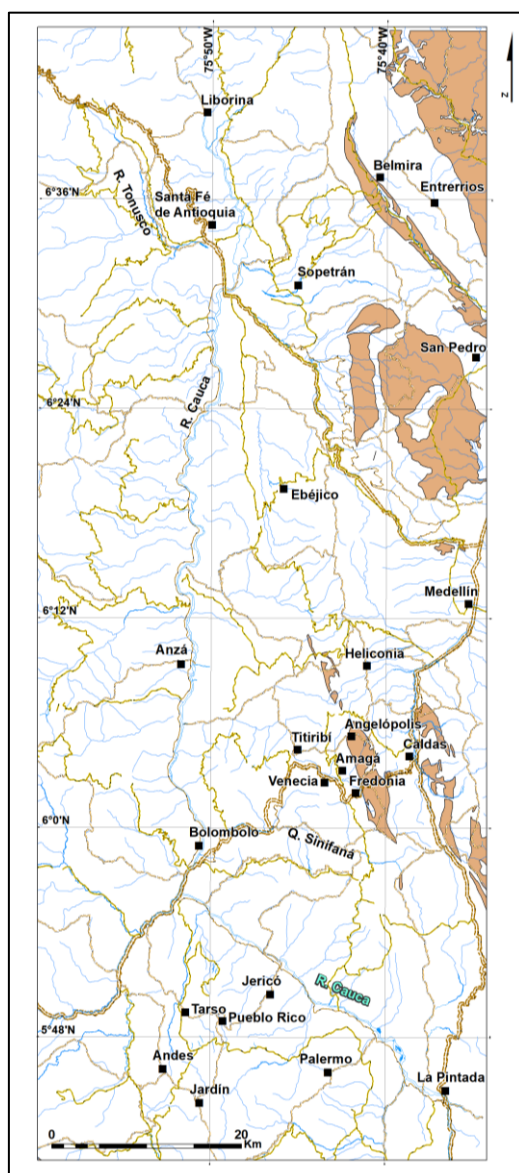 75°50'
75°40'
N
Liborina
R. Tonusco
Belmira
6°36'N
Santa Fé
de Antioquia
Entrerríos
Sopetrán
San Pedro
6°24'N
R. Cauca
Ebéjico
Medellín
6°12'N
Anzá
Heliconia
Angelópolis
Titiribí
Caldas
Amagá
Venecia
Fredonia
6°0'N
Bolombolo
Q. Sinifaná
Jericó
R. Cauca
Tarso
Pueblo Rico
5°48'N
Andes
Palermo
La Pintada
Jardín
0
20
Km